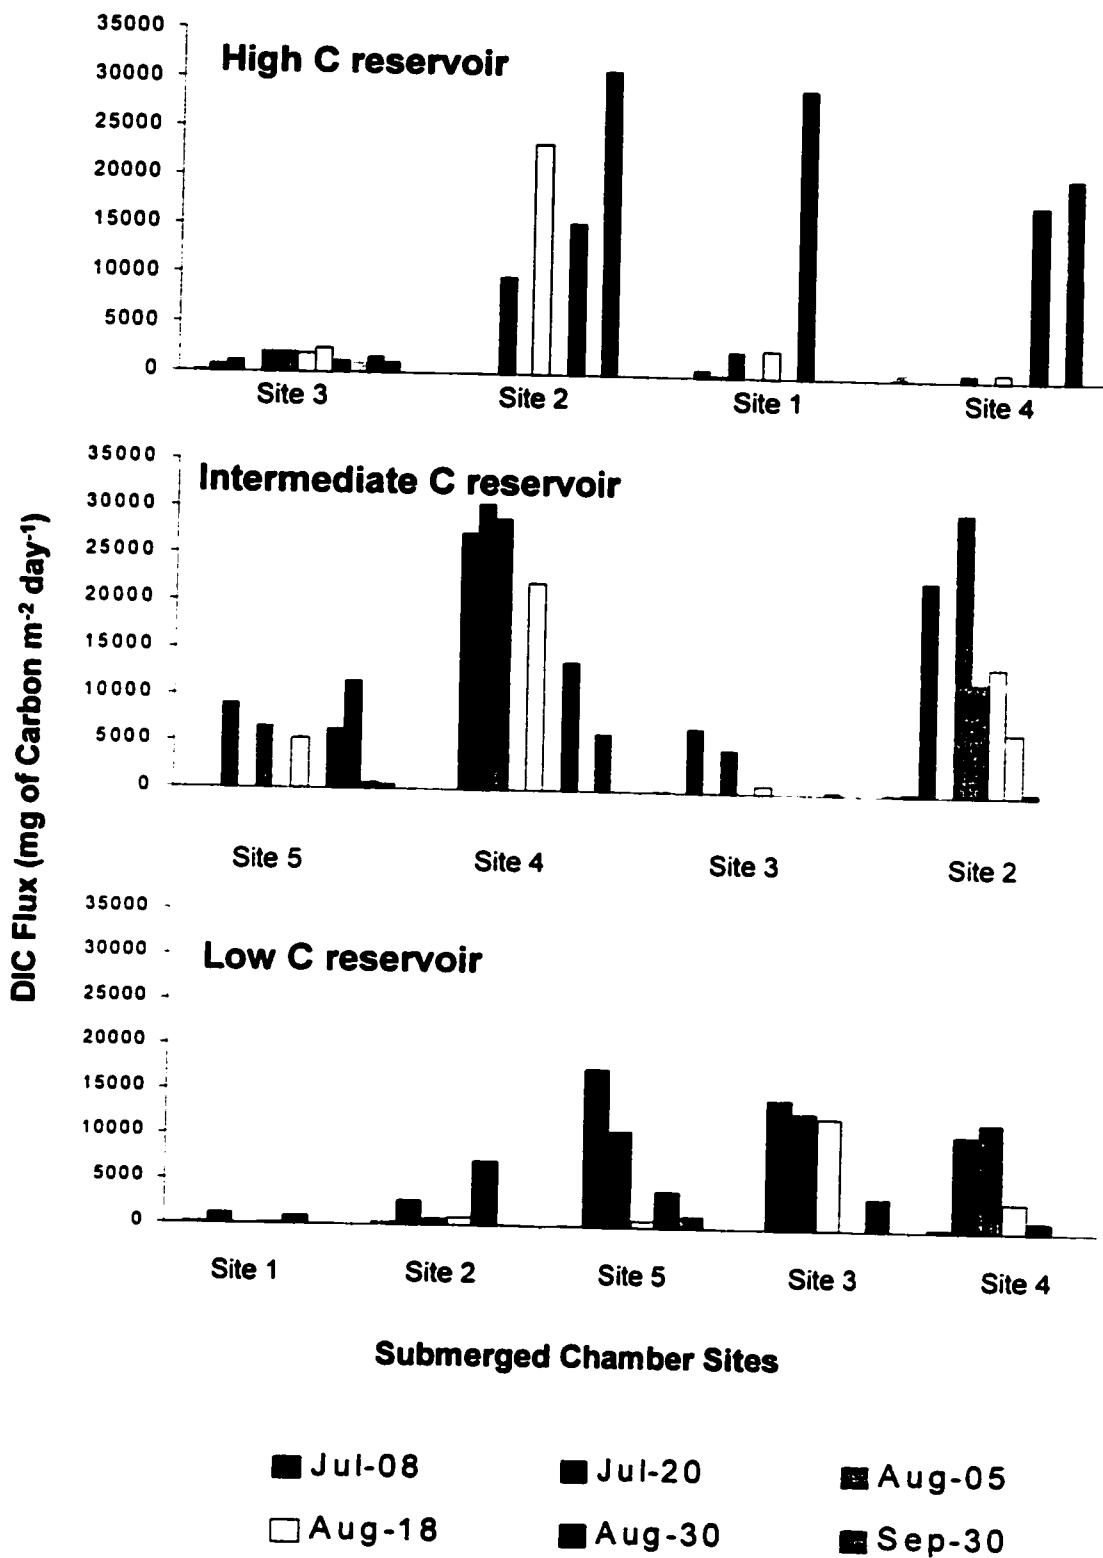 35000
High C reservoir
30000
25000
20000
15000
10000
5000
0
Site 3 Site 2 Site 1 Site 4
35000
Intermediate C reservoir
30000
25000
20000
15000
10000
5000
0
Site 5 Site 4 Site 3 Site 2
DIC Flux (mg of Carbon m-2 day-1)
35000
30000
Low C reservoir
25000
20000
15000
10000
5000
0
Site 1 Site 2 Site 5 Site 3 Site 4
Submerged Chamber Sites
Jul-08 Jul-20 Aug-05
Aug-18 Aug-30 Sep-30